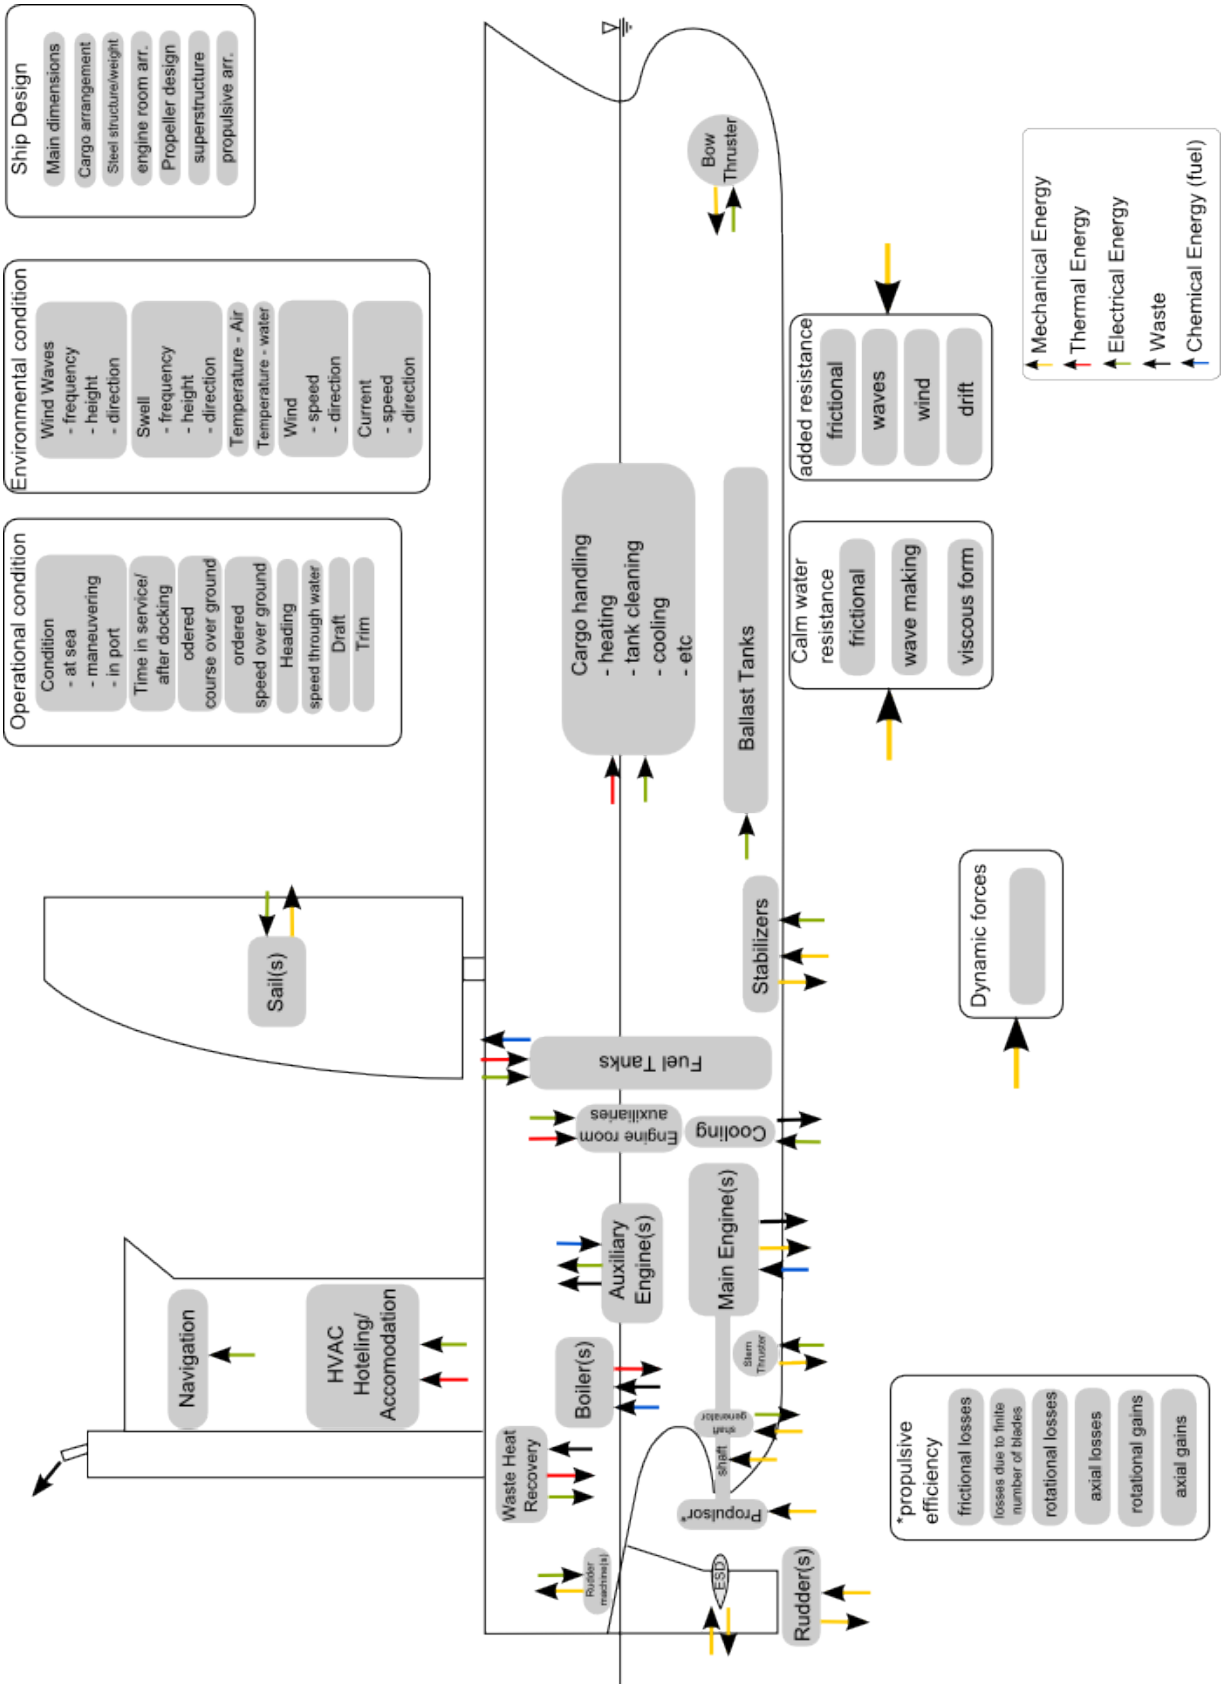 Ship Design
Main dimensions
Cargo arrangement
Steel structure/weight
engine room arr.
Propeller design
superstructure
propulsive arr.
Environmental condition
Wind Waves
- frequency
- height
- direction
Swell
- frequency
- height
- direction
Temperature - Air
Temperature - water
Wind
- speed
- direction
Current
- speed
- direction
Operational condition
Condition
- at sea
- maneuvering
- in port
Time in service/
after docking
odered
course over ground
ordered
speed over ground
Heading
speed through water
Draft
Trim
Sail(s)
Navigation
HVAC
Hoteling/
Accomodation
Bow
Thruster
Cargo handling
- heating
- tank cleaning
- cooling
- etc
Ballast Tanks
Stabilizers
Fuel Tanks
Engine room
auxiliaries
Cooling
Auxiliary
Engine(s)
Main Engine(s)
Boiler(s)
Stern
Thruster
shaft
generator
shaft
Waste Heat
Recovery
Propulsor*
Rudder
machine(s)
ESD
Rudder(s)
added resistance
frictional
waves
wind
drift
Calm water
resistance
frictional
wave making
viscous form
Dynamic forces
*propulsive
efficiency
frictional losses
losses due to finite
number of blades
rotational losses
axial losses
rotational gains
axial gains
Mechanical Energy
Thermal Energy
Electrical Energy
Waste
Chemical Energy (fuel)